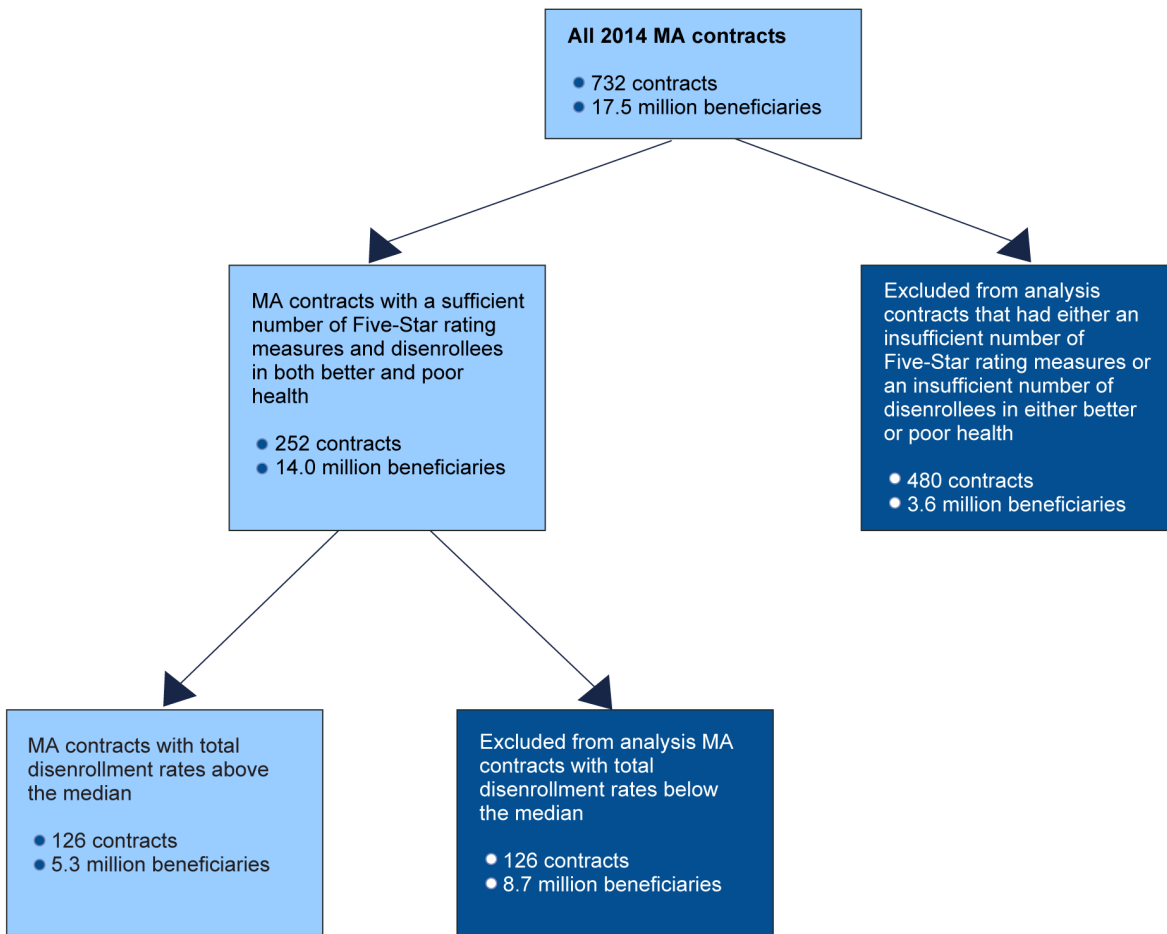 All 2014 MA contracts
732 contracts
17.5 million beneficiaries
MA contracts with a sufficient
number of Five-Star rating
measures and disenrollees
in both better and poor
health
252 contracts
14.0 million beneficiaries
Excluded from analysis
contracts that had either an
insufficient number of
Five-Star rating measures or
an insufficient number of
disenrollees in either better
or poor health
480 contracts
3.6 million beneficiaries
MA contracts with total
disenrollment rates above
the median
126 contracts
5.3 million beneficiaries
Excluded from analysis MA
contracts with total
disenrollment rates below
the median
126 contracts
8.7 million beneficiaries